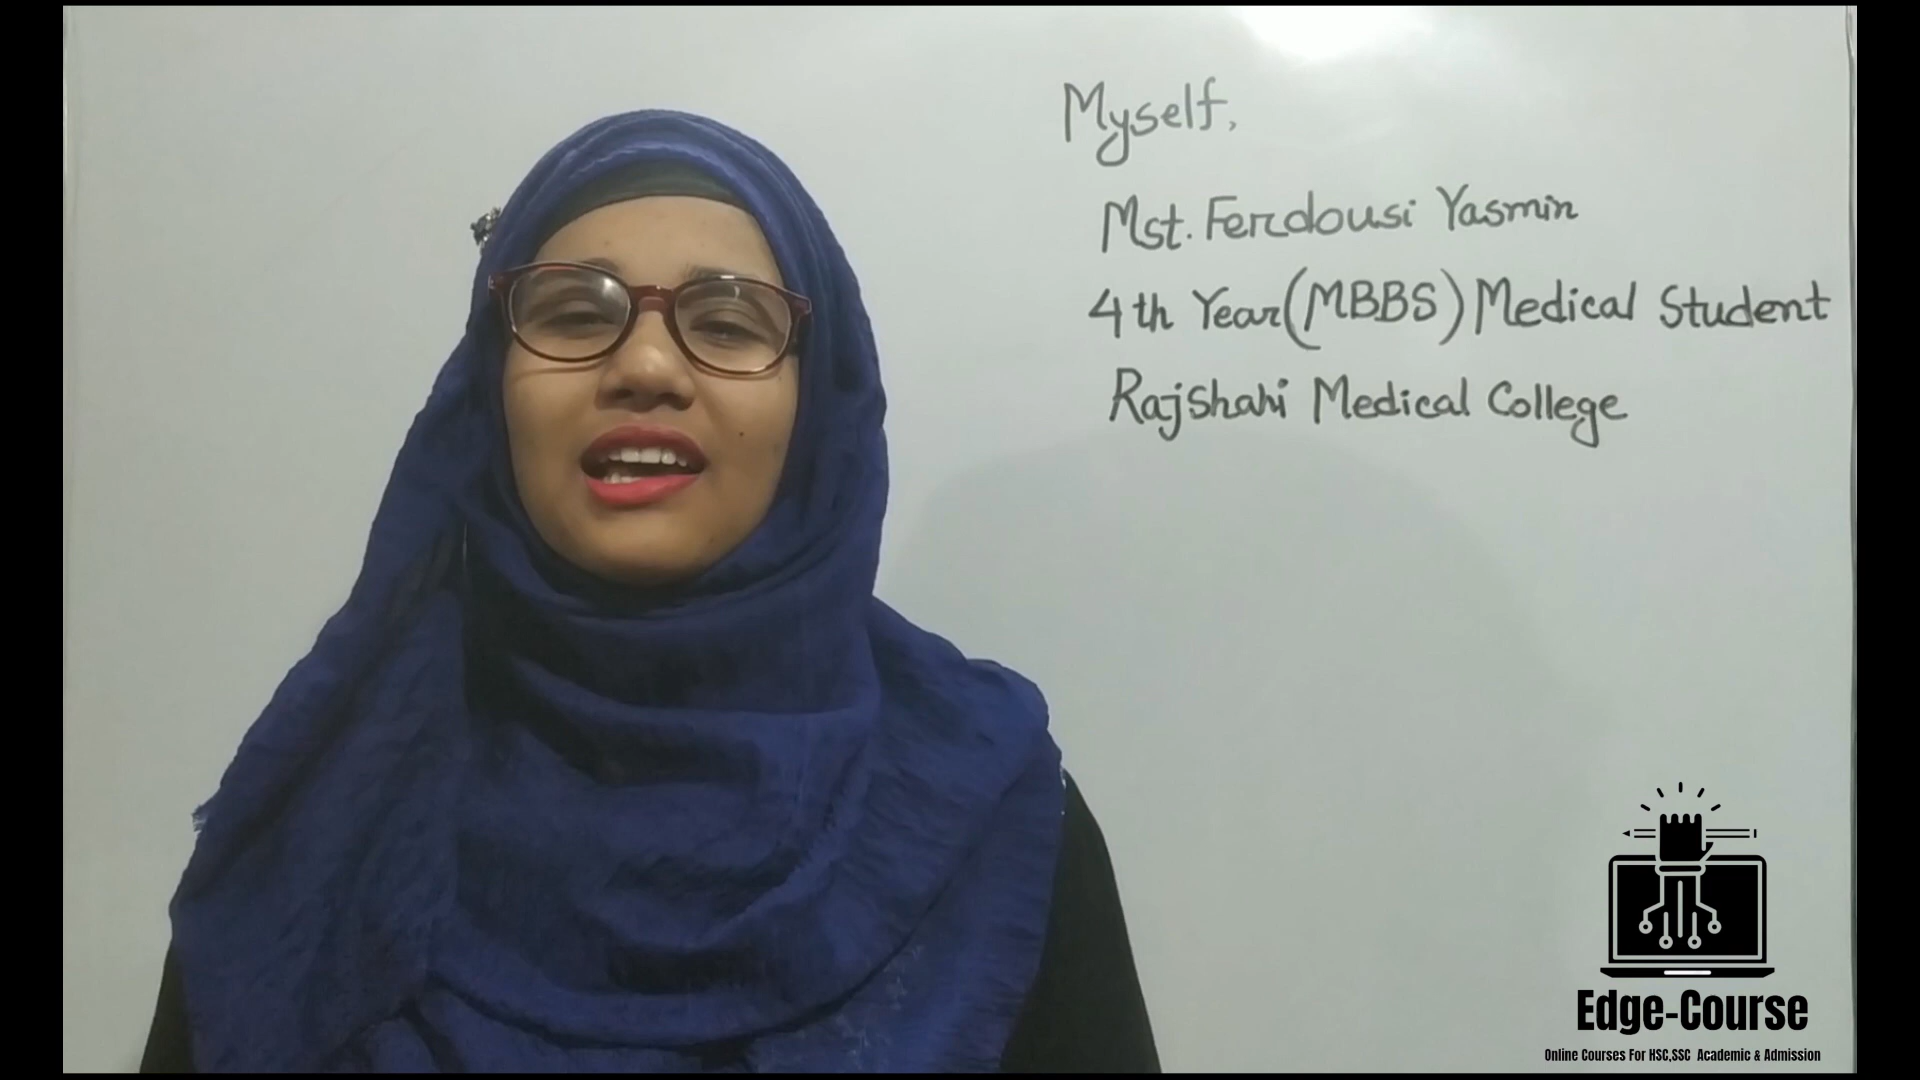 Myself,
Mst. Ferdousi Yasmin
4th Year (MBBS) Medical Student
Rajshahi Medical College
Edge-Course
Online Courses For HSC,SSC Academic & Admission